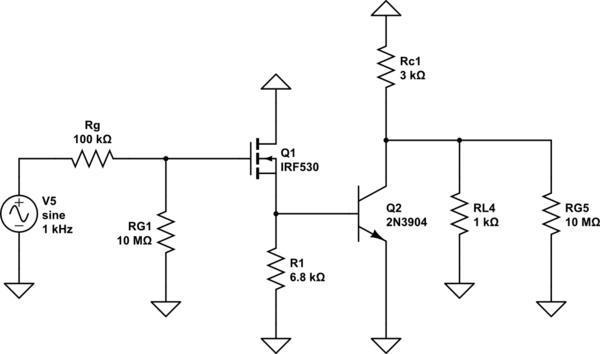 Rc1
3 kΩ
Rg
100 kΩ
Q1
IRF530
V5
sine
1 kHz
RG1
10 MΩ
Q2
2N3904
RL4
1 kΩ
RG5
10 MΩ
R1
6.8 kΩ